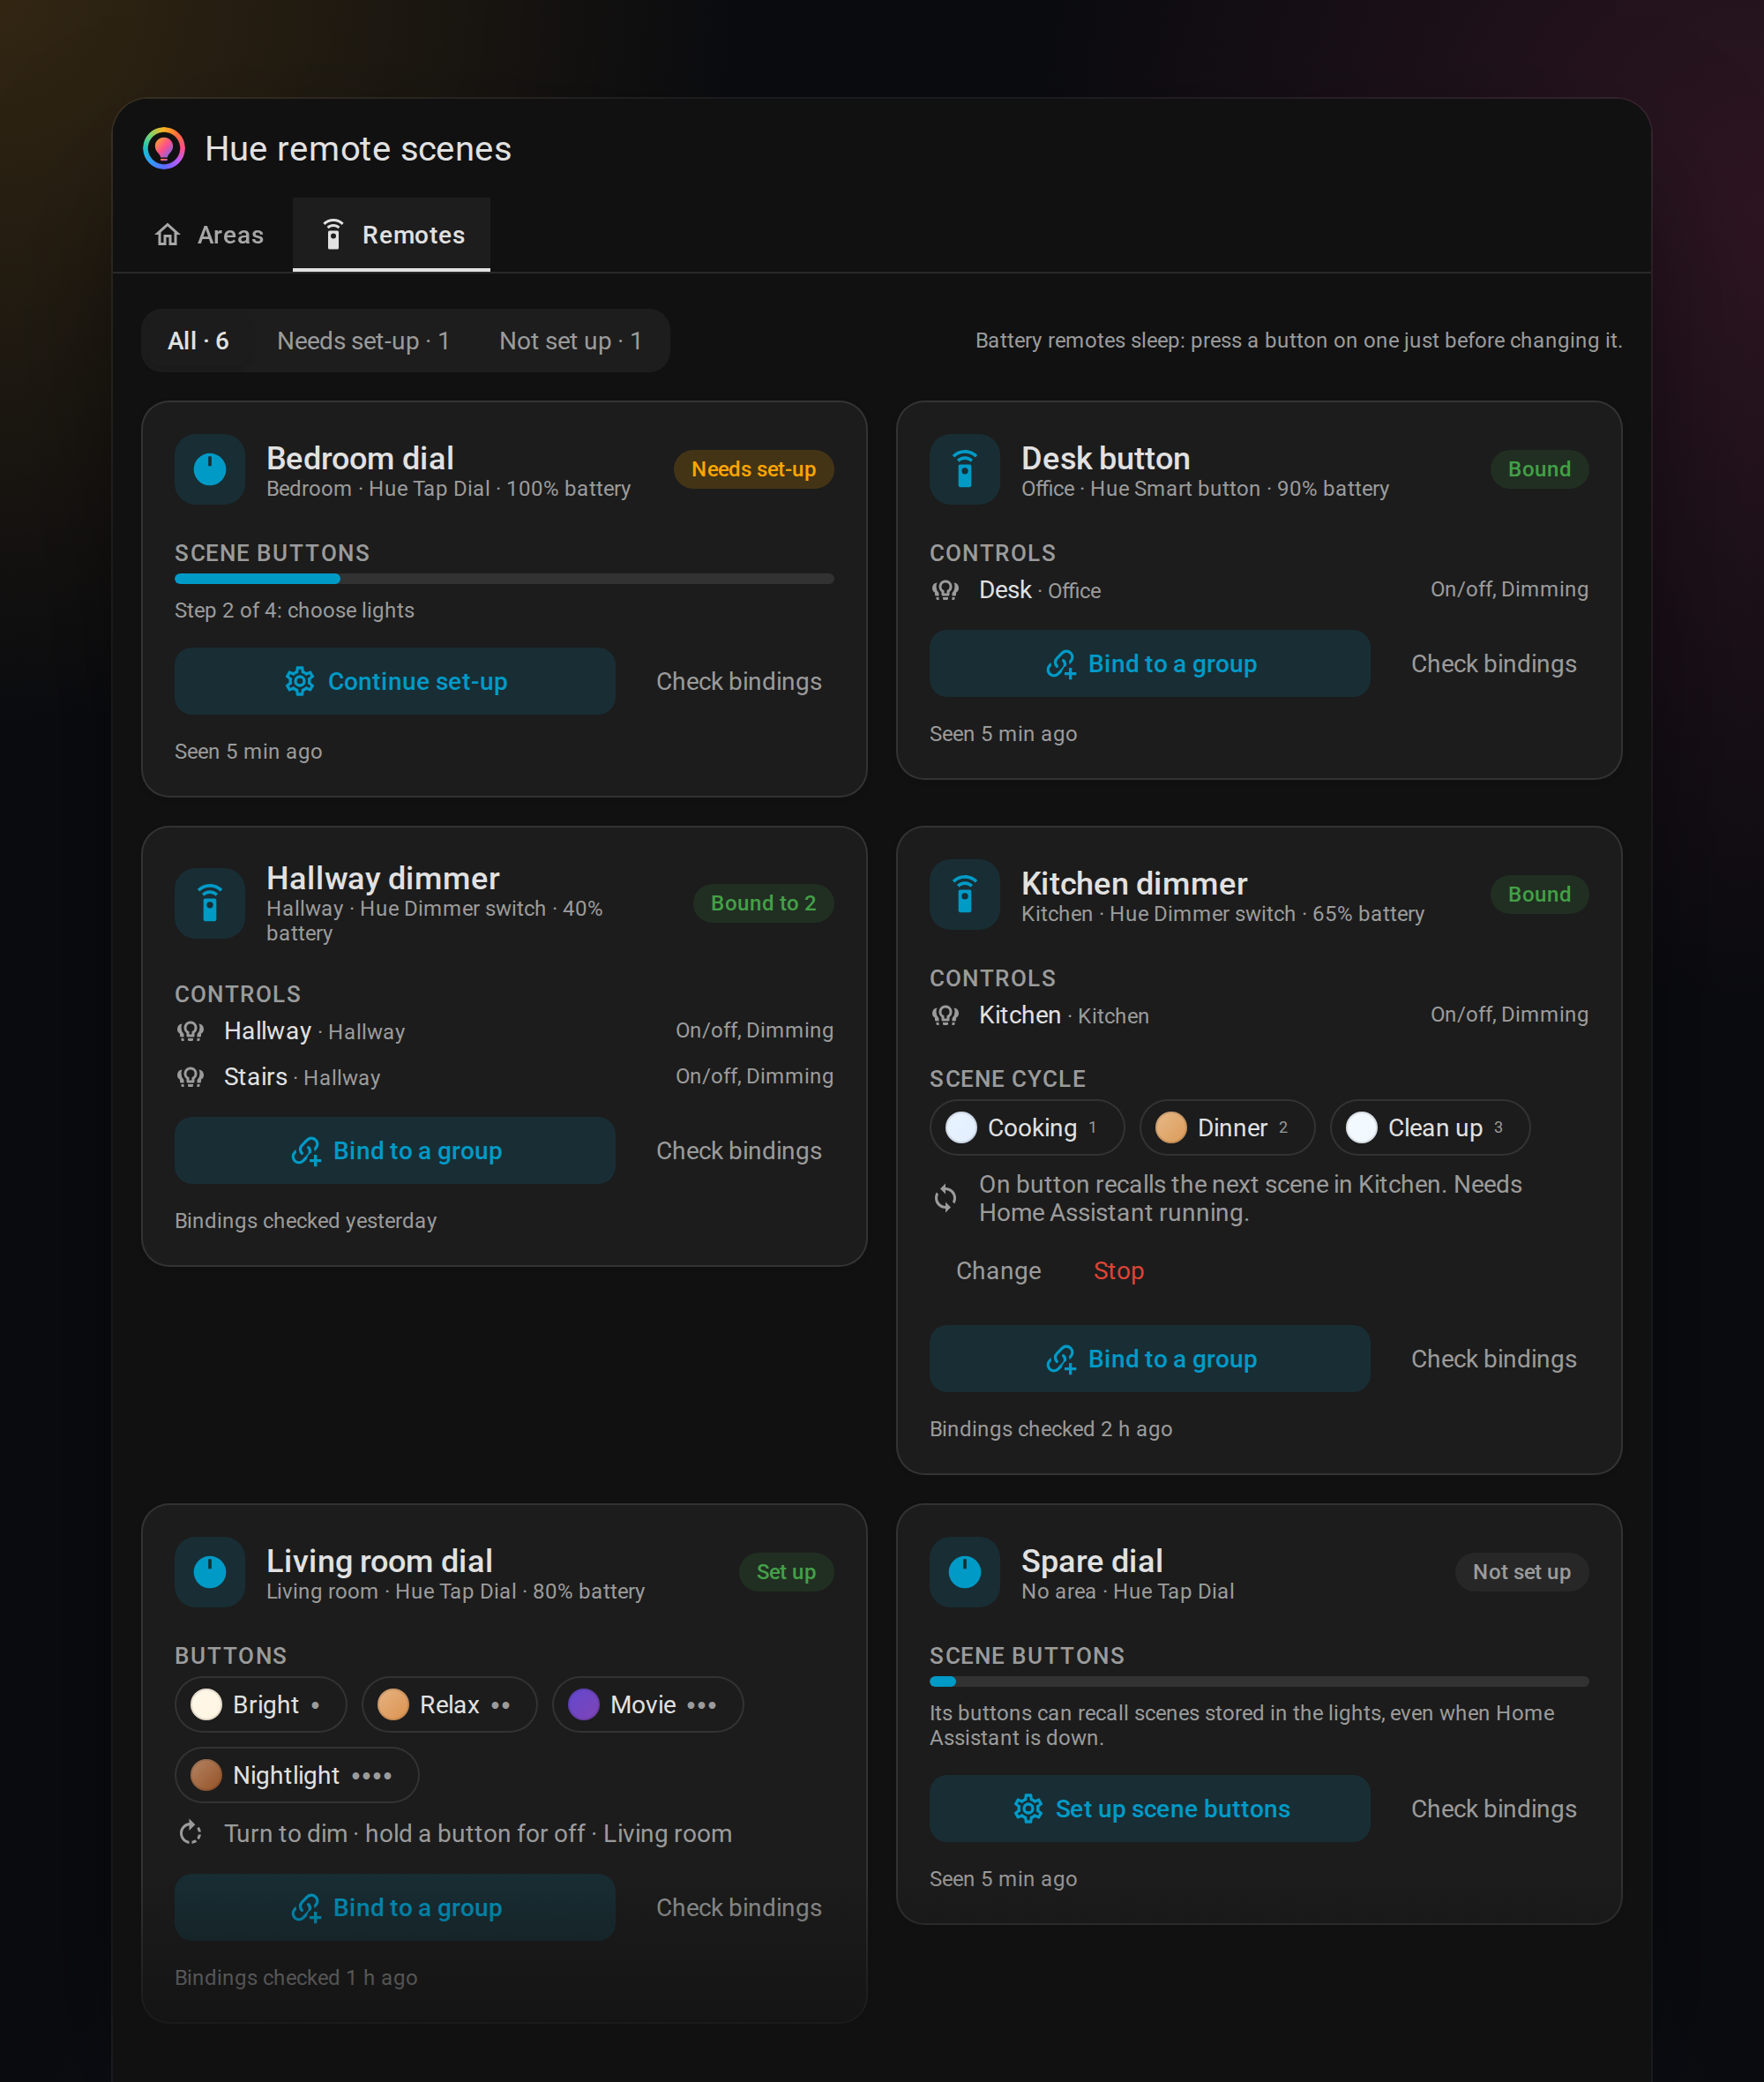 Hue remote scenes
Areas
Remotes
All · 6
Needs set-up · 1
Not set up · 1
Battery remotes sleep: press a button on one just before changing it.
Bedroom dial
Bedroom · Hue Tap Dial · 100% battery
Needs set-up
SCENE BUTTONS
Step 2 of 4: choose lights
Continue set-up
Check bindings
Seen 5 min ago
Desk button
Office · Hue Smart button · 90% battery
Bound
CONTROLS
Desk · Office
On/off, Dimming
Bind to a group
Check bindings
Seen 5 min ago
Hallway dimmer
Hallway · Hue Dimmer switch · 40%
battery
Bound to 2
CONTROLS
Hallway · Hallway
On/off, Dimming
Stairs · Hallway
On/off, Dimming
Bind to a group
Check bindings
Bindings checked yesterday
Kitchen dimmer
Kitchen · Hue Dimmer switch · 65% battery
Bound
CONTROLS
Kitchen · Kitchen
On/off, Dimming
SCENE CYCLE
Cooking 1
Dinner 2
Clean up 3
On button recalls the next scene in Kitchen. Needs
Home Assistant running.
Change
Stop
Bind to a group
Check bindings
Bindings checked 2 h ago
Living room dial
Living room · Hue Tap Dial · 80% battery
Set up
BUTTONS
Bright •
Relax ••
Movie •••
Nightlight ••••
Turn to dim · hold a button for off · Living room
Bind to a group
Check bindings
Bindings checked 1 h ago
Spare dial
No area · Hue Tap Dial
Not set up
SCENE BUTTONS
Its buttons can recall scenes stored in the lights, even when Home
Assistant is down.
Set up scene buttons
Check bindings
Seen 5 min ago